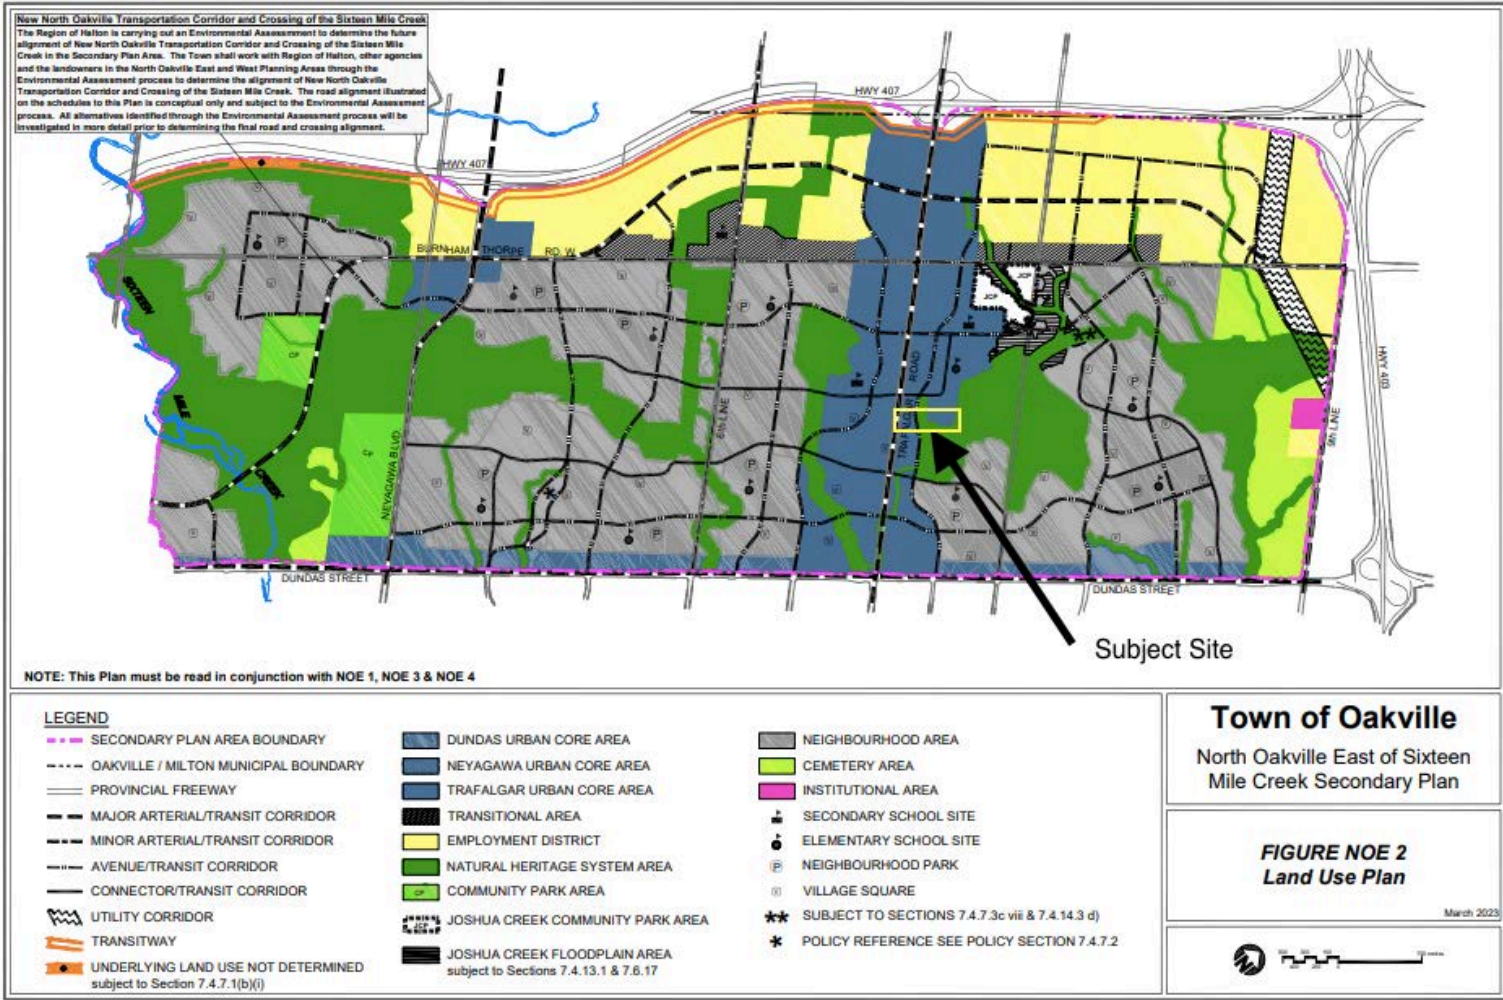 New North Oakville Transportation Corridor and Crossing of the Sixteen Mile Creek
The Region of Halton is carrying out an Environmental Assessment to determine the future
alignment of New North Oakville Transportation Corridor and Crossing of the Sixteen Mile
Creek in the Secondary Plan Area. The Town shall work with Region of Halton, other agencies
and the landowners in the North Oakville East and West Planning Areas through the
Environmental Assessment process to determine the alignment of New North Oakville
Transportation Corridor and Crossing of the Sixteen Mile Creek. The road alignment illustrated
on the schedules to this Plan is conceptual only and subject to the Environmental Assessment
process. All alternatives identified through the Environmental Assessment process will be
investigated in more detail prior to determining the final road and crossing alignment.
HWY 407
HWY 407
BURNHAM THORPE RD. W
SIXTEEN
MILE
CREEK
NEYAGAWA BLVD
6th LINE
TRAFALGAR
ROAD
JCP
JCP
CP
CP
HWY 403
9th LINE
DUNDAS STREET
DUNDAS STREET
Subject Site
NOTE: This Plan must be read in conjunction with NOE 1, NOE 3 & NOE 4
LEGEND
SECONDARY PLAN AREA BOUNDARY
OAKVILLE / MILTON MUNICIPAL BOUNDARY
PROVINCIAL FREEWAY
MAJOR ARTERIAL/TRANSIT CORRIDOR
MINOR ARTERIAL/TRANSIT CORRIDOR
AVENUE/TRANSIT CORRIDOR
CONNECTOR/TRANSIT CORRIDOR
UTILITY CORRIDOR
TRANSITWAY
UNDERLYING LAND USE NOT DETERMINED
subject to Section 7.4.7.1(b)(i)
DUNDAS URBAN CORE AREA
NEYAGAWA URBAN CORE AREA
TRAFALGAR URBAN CORE AREA
TRANSITIONAL AREA
EMPLOYMENT DISTRICT
NATURAL HERITAGE SYSTEM AREA
CP COMMUNITY PARK AREA
JCP JOSHUA CREEK COMMUNITY PARK AREA
JOSHUA CREEK FLOODPLAIN AREA
subject to Sections 7.4.13.1 & 7.6.17
NEIGHBOURHOOD AREA
CEMETERY AREA
INSTITUTIONAL AREA
SECONDARY SCHOOL SITE
ELEMENTARY SCHOOL SITE
P NEIGHBOURHOOD PARK
VILLAGE SQUARE
** SUBJECT TO SECTIONS 7.4.7.3c viii & 7.4.14.3 d)
* POLICY REFERENCE SEE POLICY SECTION 7.4.7.2
Town of Oakville
North Oakville East of Sixteen
Mile Creek Secondary Plan
FIGURE NOE 2
Land Use Plan
March 2023